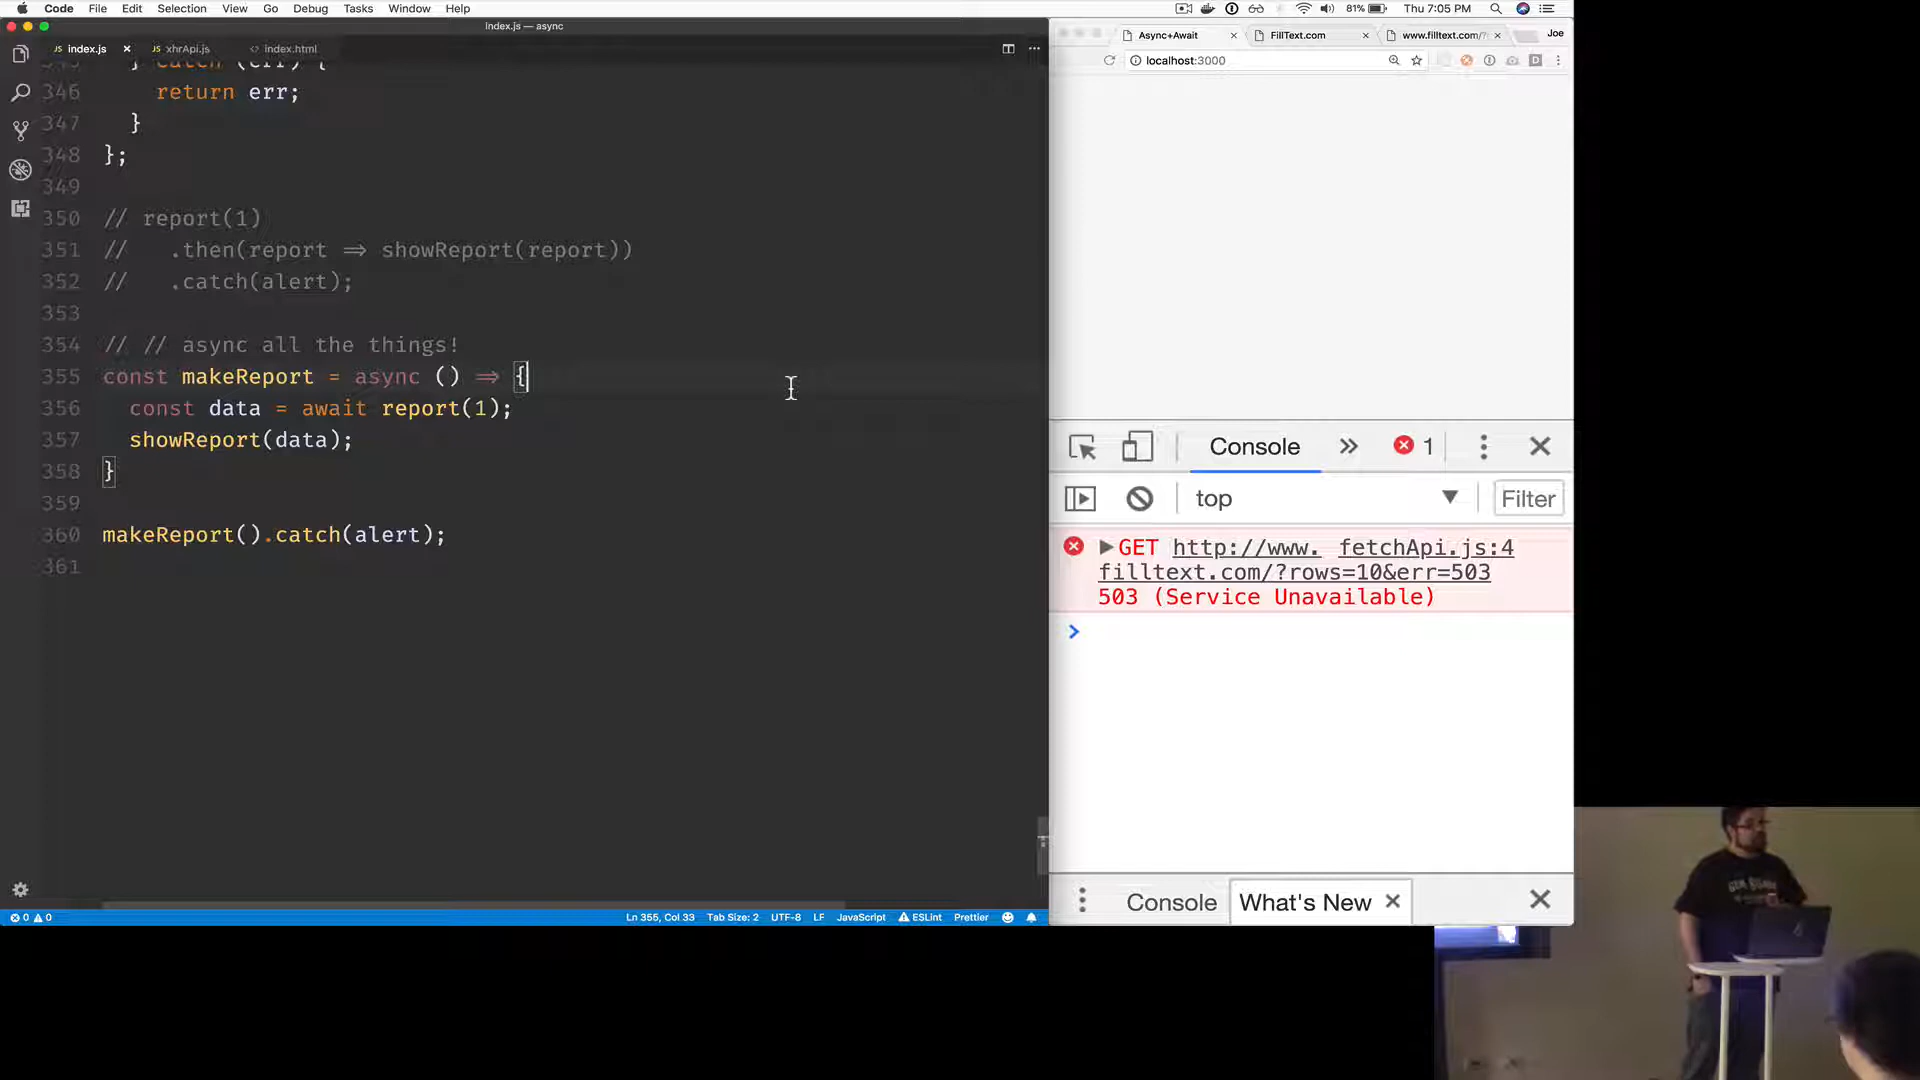 Code File Edit Selection View Go Debug Tasks Window Help
81% Thu 7:05 PM
index.js — async
index.js xhrApi.js index.html
} catch (err) {
346 return err;
347 }
348 };
349
350 // report(1)
351 // .then(report => showReport(report))
352 // .catch(alert);
353
354 // // async all the things!
355 const makeReport = async () => {
356 const data = await report(1);
357 showReport(data);
358 }
359
360 makeReport().catch(alert);
361
0 0 Ln 355, Col 33 Tab Size: 2 UTF-8 LF JavaScript ESLint Prettier
Async+Await FillText.com www.filltext.com/? Joe
localhost:3000
Console 1
top Filter
GET http://www. fetchApi.js:4
filltext.com/?rows=10&err=503
503 (Service Unavailable)
Console What's New